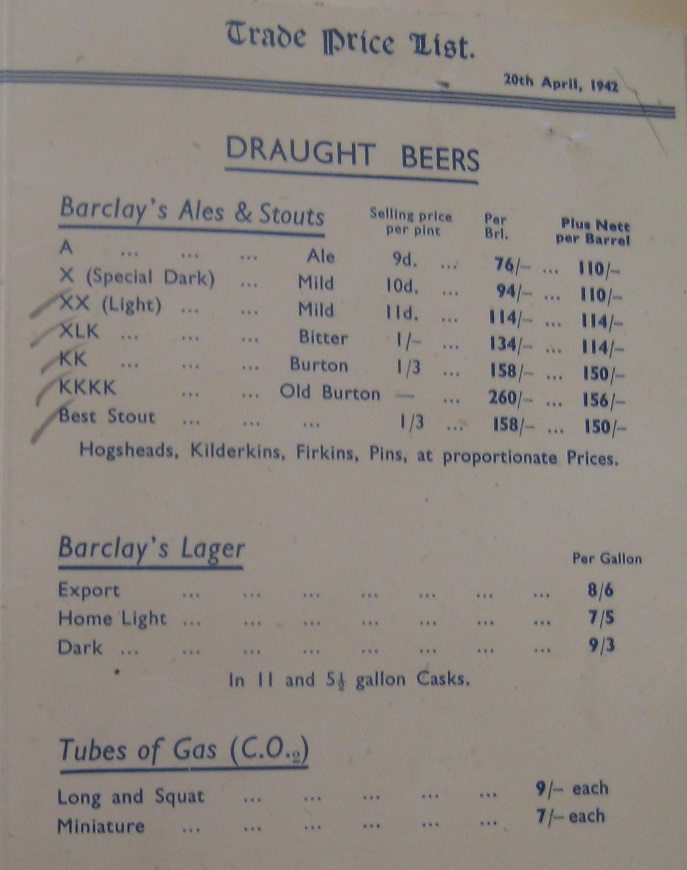 Trade Price List.
20th April, 1942
DRAUGHT BEERS
Barclay's Ales & Stouts Selling price per pint Per Brl. Plus Nett per Barrel
A ... ... ... Ale 9d. ... 76/– ... 110/–
X (Special Dark) ... Mild 10d. ... 94/– ... 110/–
XX (Light) ... ... Mild 11d. ... 114/– ... 114/–
XLK ... ... ... Bitter 1/– ... 134/– ... 114/–
KK ... ... ... Burton 1/3 ... 158/– ... 150/–
KKKK ... ... Old Burton — ... 260/– ... 156/–
Best Stout ... ... ... 1/3 ... 158/– ... 150/–
Hogsheads, Kilderkins, Firkins, Pins, at proportionate Prices.
Barclay's Lager Per Gallon
Export ... ... ... ... ... ... ... 8/6
Home Light ... ... ... ... ... ... ... 7/5
Dark ... ... ... ... ... ... ... ... 9/3
In 11 and 5½ gallon Casks.
Tubes of Gas (C.O.₂)
Long and Squat ... ... ... ... ... 9/– each
Miniature ... ... ... ... ... ... 7/– each